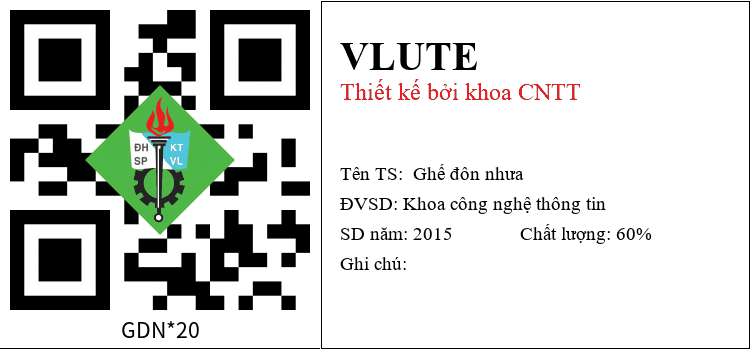 ĐH KT
SP VL
GDN*20
VLUTE
Thiết kế bởi khoa CNTT
Tên TS: Ghế đôn nhưa
ĐVSD: Khoa công nghệ thông tin
SD năm: 2015 Chất lượng: 60%
Ghi chú: